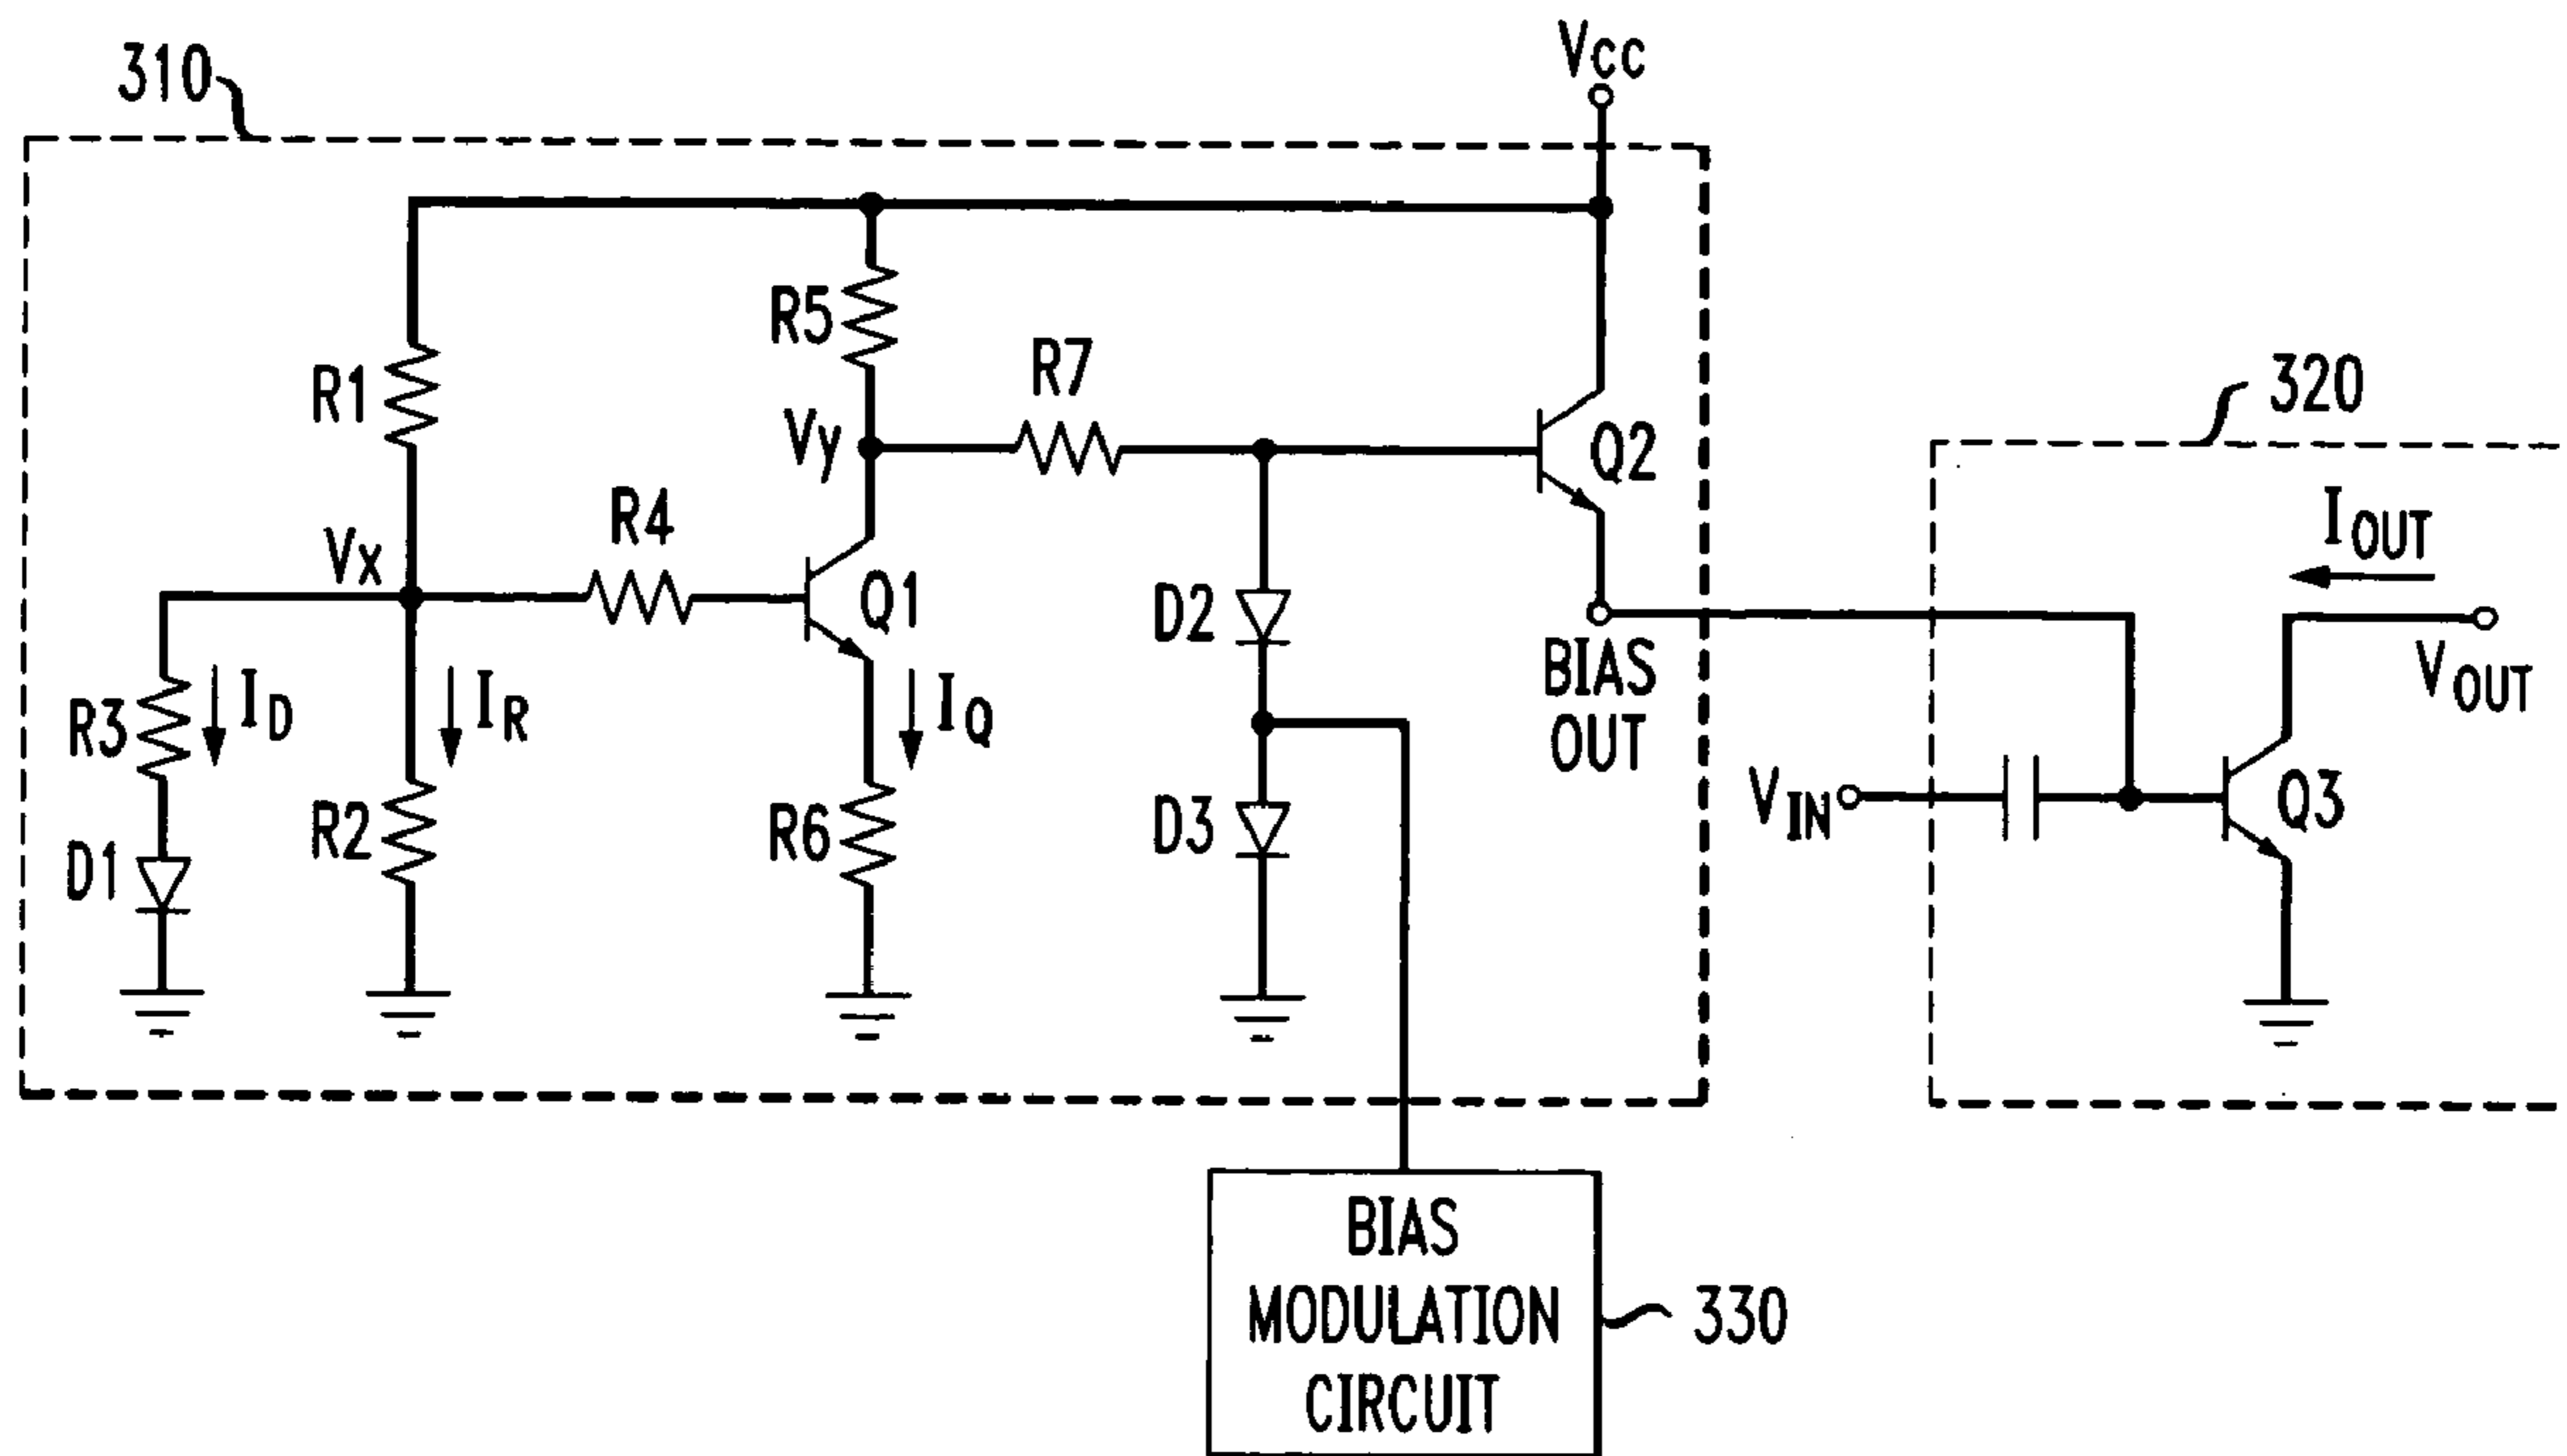 310
Vcc
R5
R7
R1
Vy
Q2
320
R4
Vx
IOUT
Q1
D2
BIAS
OUT
VOUT
R3
ID
IR
IQ
VIN
Q3
R2
R6
D3
D1
BIAS
MODULATION
CIRCUIT
330